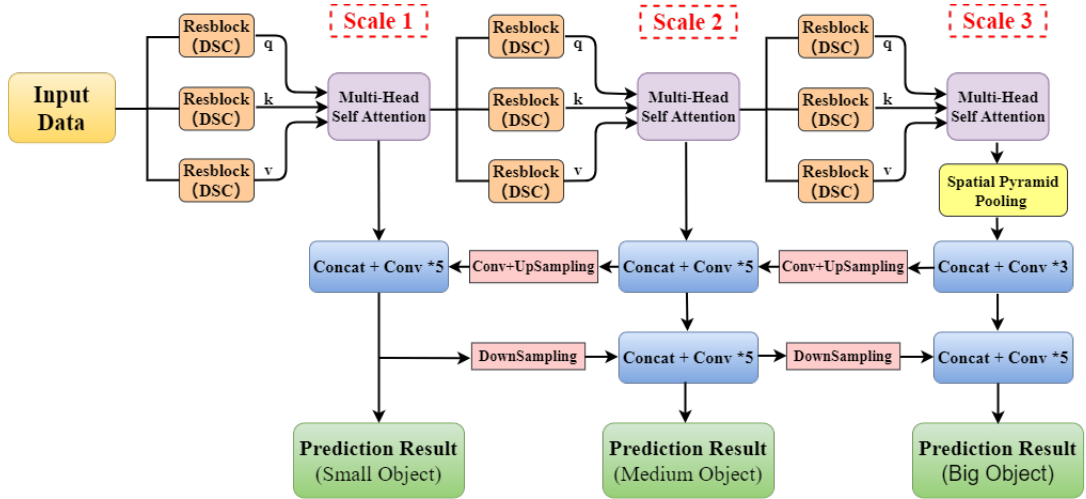 Scale 1
Scale 2
Scale 3
Input
Data
Resblock
(DSC)
q
Resblock
(DSC)
k
Resblock
(DSC)
v
Multi-Head
Self Attention
Resblock
(DSC)
q
Resblock
(DSC)
k
Resblock
(DSC)
v
Multi-Head
Self Attention
Resblock
(DSC)
q
Resblock
(DSC)
k
Resblock
(DSC)
v
Multi-Head
Self Attention
Spatial Pyramid
Pooling
Concat + Conv *5
Conv+UpSampling
Concat + Conv *5
Conv+UpSampling
Concat + Conv *3
DownSampling
Concat + Conv *5
DownSampling
Concat + Conv *5
Prediction Result
(Small Object)
Prediction Result
(Medium Object)
Prediction Result
(Big Object)